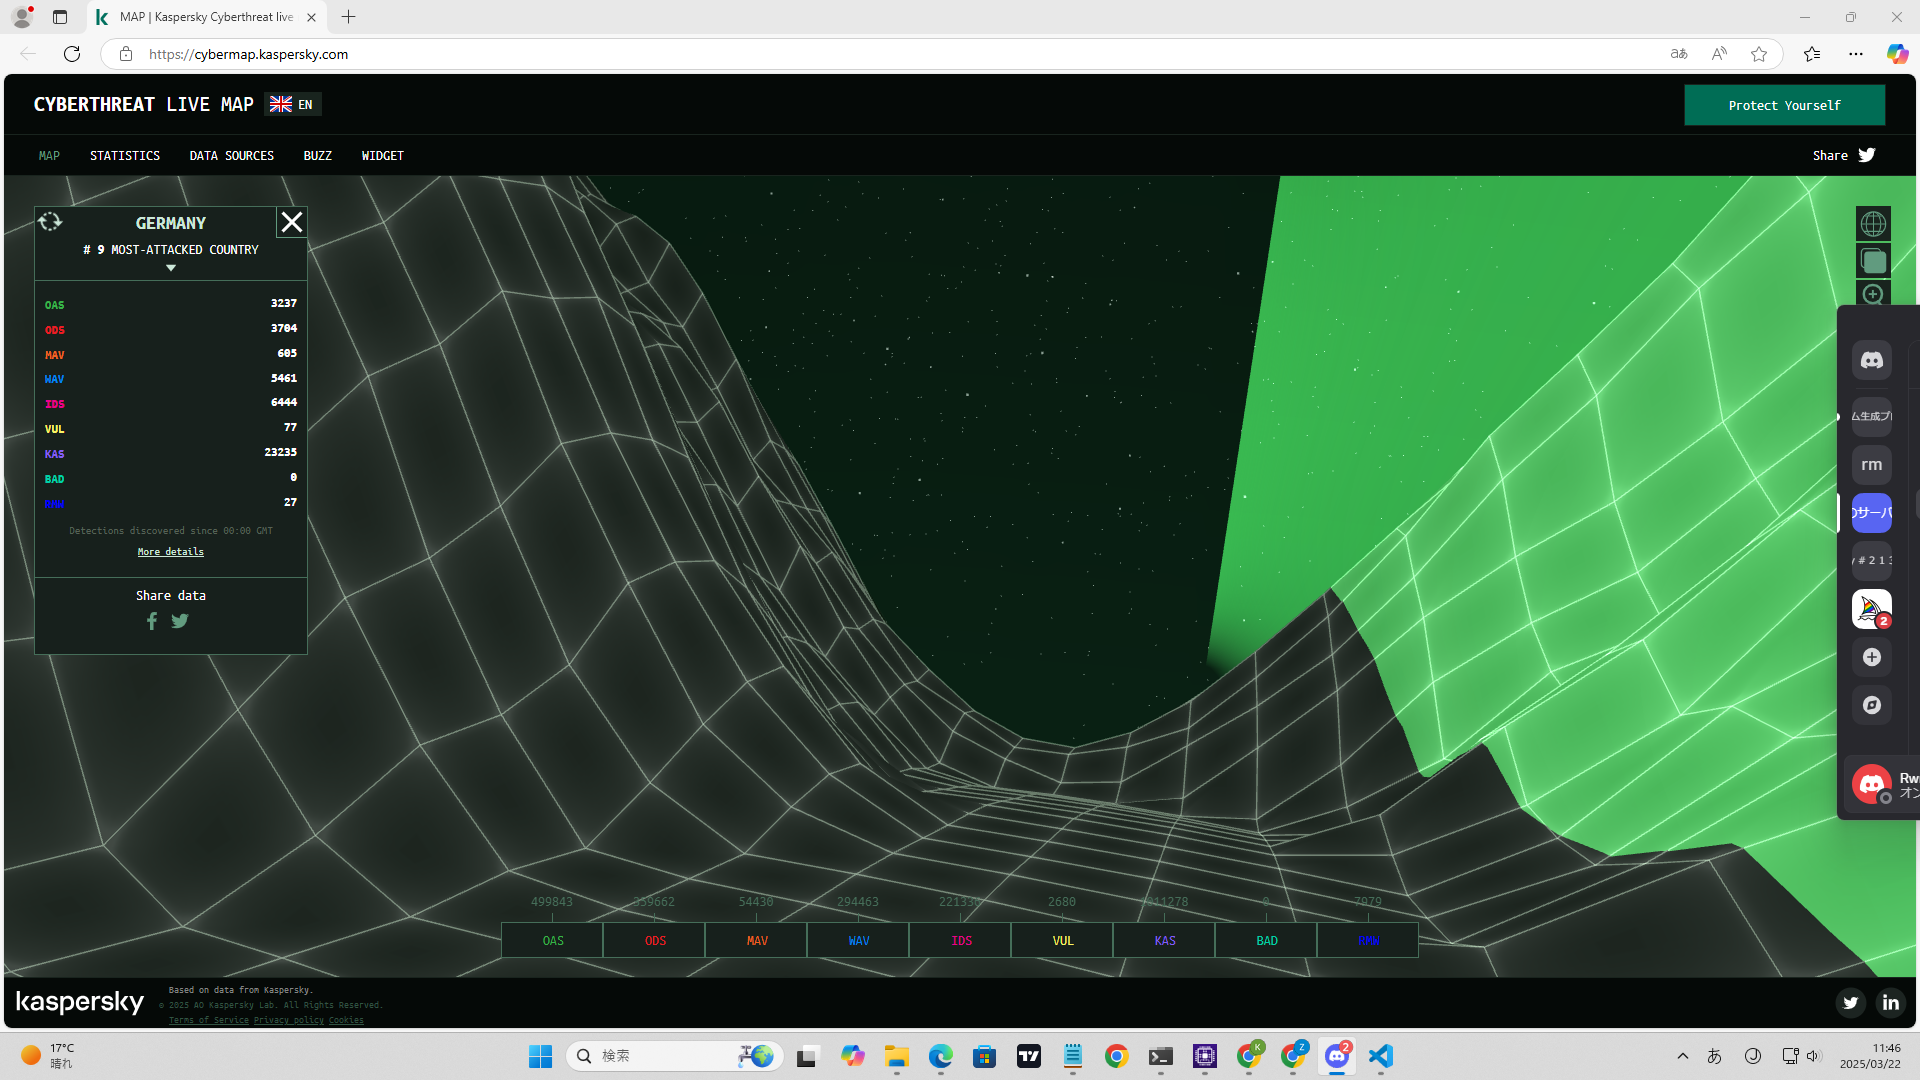 MAP | Kaspersky Cyberthreat live
https://cybermap.kaspersky.com
CYBERTHREAT LIVE MAP EN
Protect Yourself
MAP STATISTICS DATA SOURCES BUZZ WIDGET
Share
GERMANY
# 9 MOST-ATTACKED COUNTRY
OAS 3237
ODS 3704
MAV 605
WAV 5461
IDS 6444
VUL 77
KAS 23235
BAD 0
RMW 27
Detections discovered since 00:00 GMT
More details
Share data
ム生成プ
rm
のサーバ
y # 2 1
2
Rw
オン
499843 359662 54430 294463 2680 0 7979
OAS ODS MAV WAV IDS VUL KAS BAD RMW
kaspersky
Based on data from Kaspersky.
© 2025 AO Kaspersky Lab. All Rights Reserved.
Terms of Service Privacy policy Cookies
17°C
晴れ
検索
K
Z
2
あ
11:46
2025/03/22